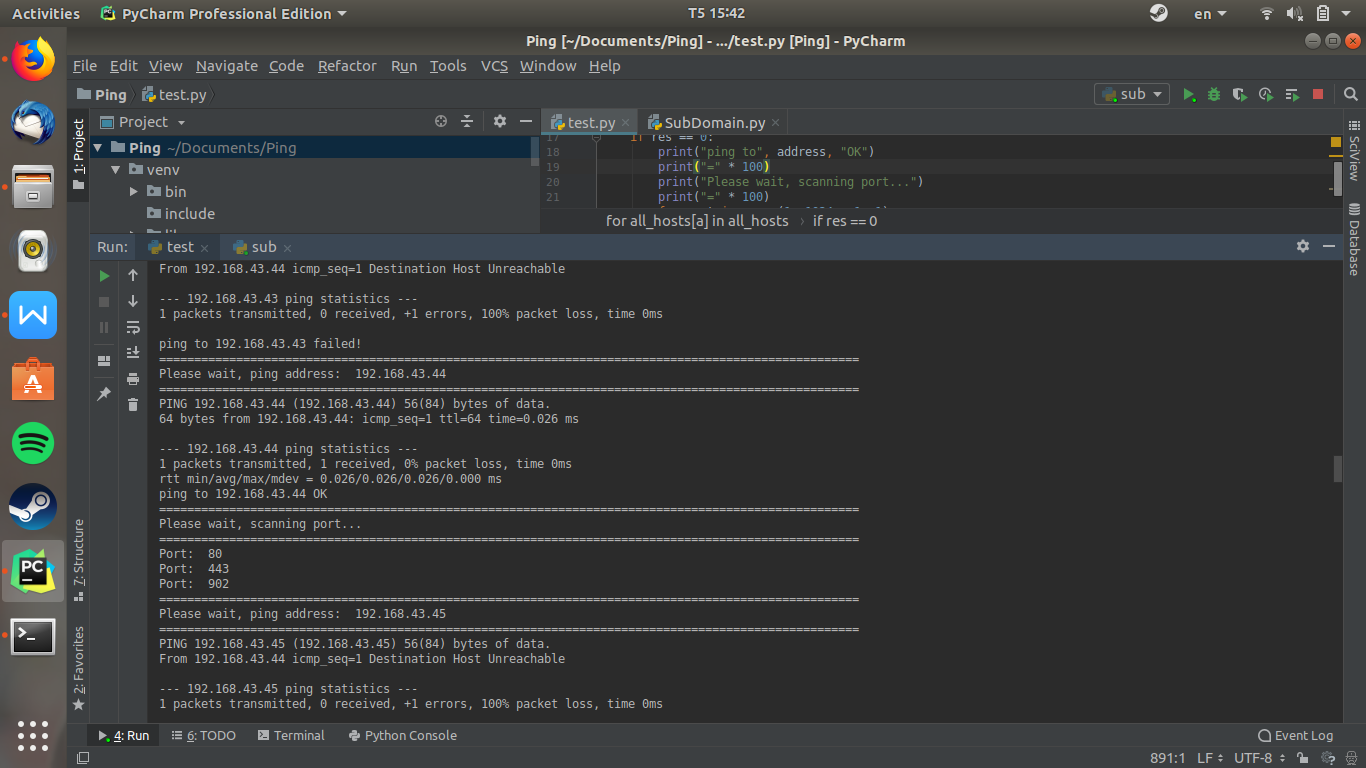 Activities
PyCharm Professional Edition
T5 15:42
en
Ping [~/Documents/Ping] - .../test.py [Ping] - PyCharm
File Edit View Navigate Code Refactor Run Tools VCS Window Help
Ping test.py
sub
1: Project
Project
test.py
SubDomain.py
Ping ~/Documents/Ping
venv
bin
include
17 if res == 0:
18 print("ping to", address, "OK")
19 print("=" * 100)
20 print("Please wait, scanning port...")
21 print("=" * 100)
for all_hosts[a] in all_hosts › if res == 0
SciView
Database
Run: test sub
From 192.168.43.44 icmp_seq=1 Destination Host Unreachable
--- 192.168.43.43 ping statistics ---
1 packets transmitted, 0 received, +1 errors, 100% packet loss, time 0ms
ping to 192.168.43.43 failed!
====================================================================================================
Please wait, ping address:  192.168.43.44
====================================================================================================
PING 192.168.43.44 (192.168.43.44) 56(84) bytes of data.
64 bytes from 192.168.43.44: icmp_seq=1 ttl=64 time=0.026 ms
--- 192.168.43.44 ping statistics ---
1 packets transmitted, 1 received, 0% packet loss, time 0ms
rtt min/avg/max/mdev = 0.026/0.026/0.026/0.000 ms
ping to 192.168.43.44 OK
====================================================================================================
Please wait, scanning port...
====================================================================================================
Port:  80
Port:  443
Port:  902
====================================================================================================
Please wait, ping address:  192.168.43.45
====================================================================================================
PING 192.168.43.45 (192.168.43.45) 56(84) bytes of data.
From 192.168.43.44 icmp_seq=1 Destination Host Unreachable
--- 192.168.43.45 ping statistics ---
1 packets transmitted, 0 received, +1 errors, 100% packet loss, time 0ms
7: Structure
2: Favorites
4: Run
6: TODO
Terminal
Python Console
Event Log
891:1 LF UTF-8